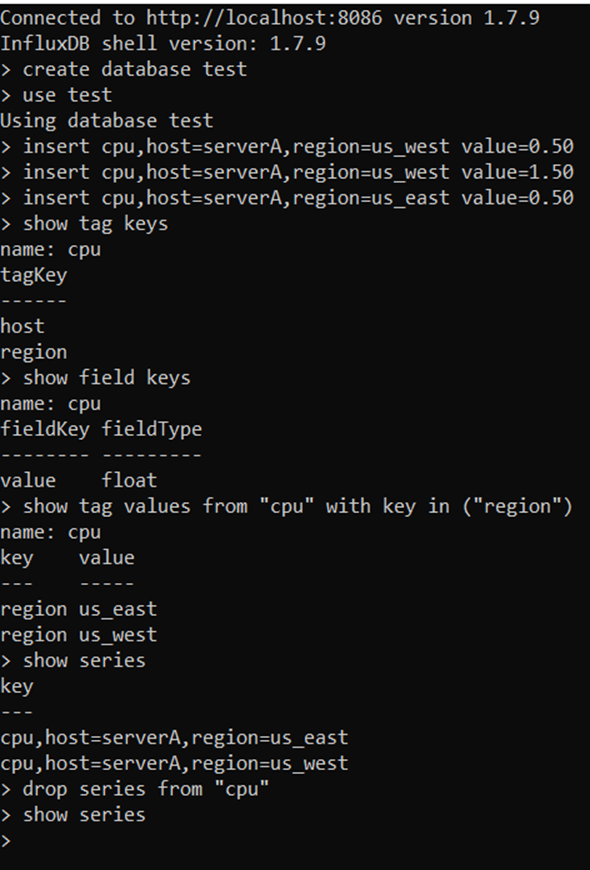 Connected to http://localhost:8086 version 1.7.9
InfluxDB shell version: 1.7.9
> create database test
> use test
Using database test
> insert cpu,host=serverA,region=us_west value=0.50
> insert cpu,host=serverA,region=us_west value=1.50
> insert cpu,host=serverA,region=us_east value=0.50
> show tag keys
name: cpu
tagKey
------
host
region
> show field keys
name: cpu
fieldKey fieldType
-------- ---------
value    float
> show tag values from "cpu" with key in ("region")
name: cpu
key    value
---    -----
region us_east
region us_west
> show series
key
---
cpu,host=serverA,region=us_east
cpu,host=serverA,region=us_west
> drop series from "cpu"
> show series
>